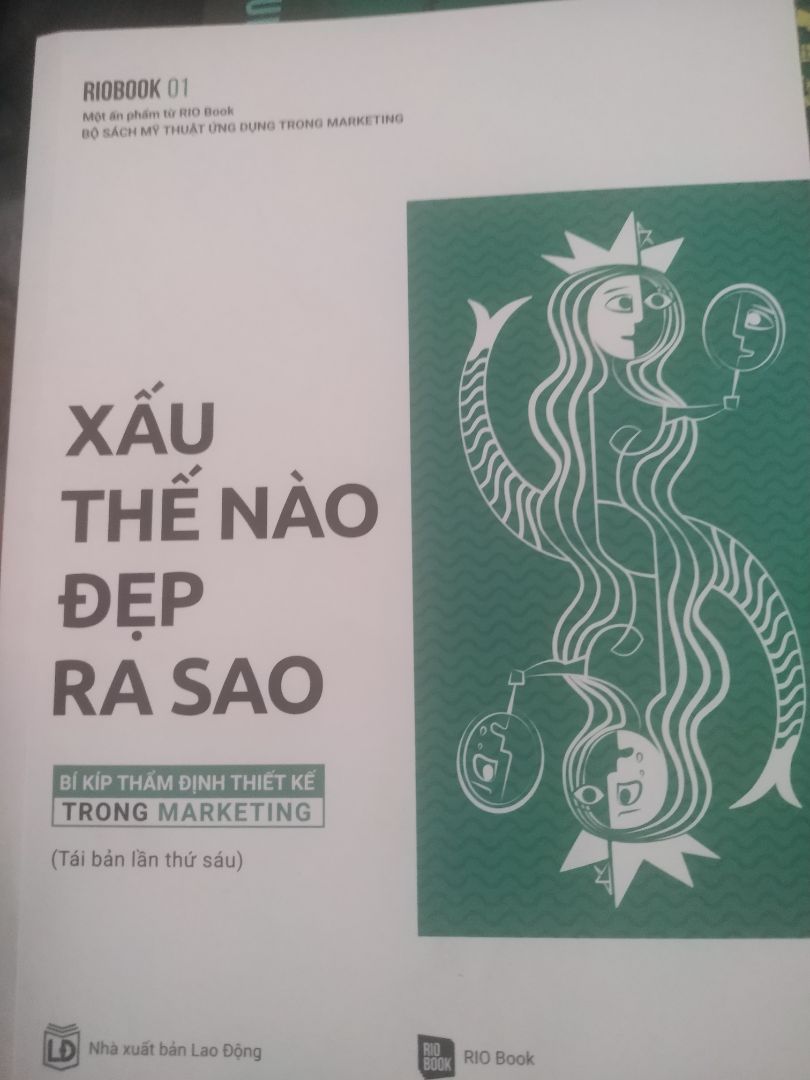 RIOBOOK 01
Một ấn phẩm từ RIO Book
BỘ SÁCH MỸ THUẬT ỨNG DỤNG TRONG MARKETING
XẤU
THẾ NÀO
ĐẸP
RA SAO
BÍ KÍP THẨM ĐỊNH THIẾT KẾ
TRONG MARKETING
(Tái bản lần thứ sáu)
LĐ Nhà xuất bản Lao Động
RIO
BOOK
RIO Book